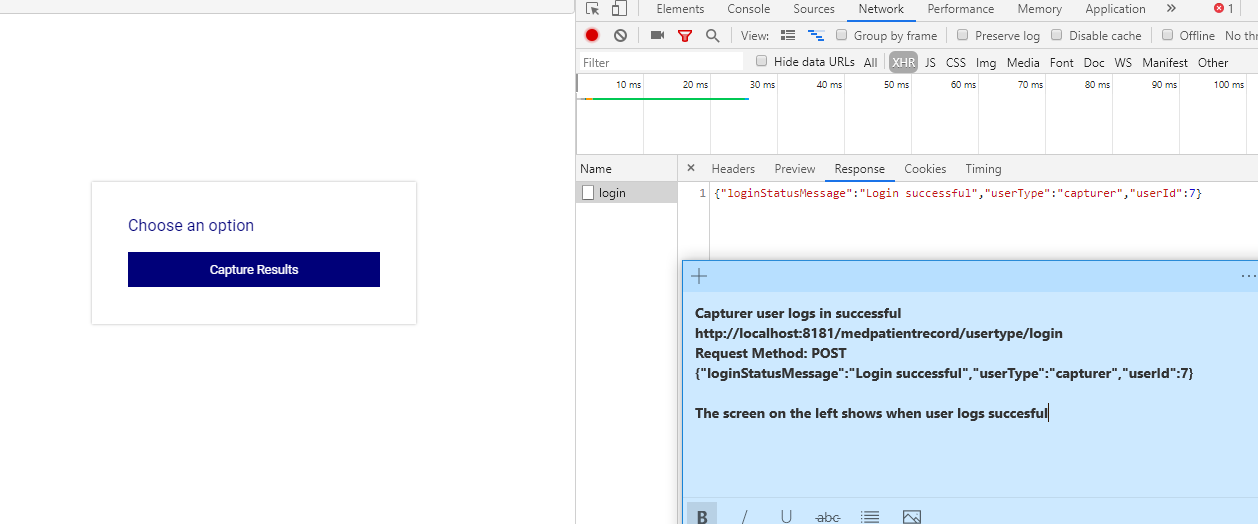 Elements Console Sources Network Performance Memory Application » 1
View: Group by frame Preserve log Disable cache Offline No thr
Filter Hide data URLs All XHR JS CSS Img Media Font Doc WS Manifest Other
10 ms 20 ms 30 ms 40 ms 50 ms 60 ms 70 ms 80 ms 90 ms 100 ms
Name × Headers Preview Response Cookies Timing
login 1 {"loginStatusMessage":"Login successful","userType":"capturer","userId":7}
Choose an option
Capture Results
Capturer user logs in successful
http://localhost:8181/medpatientrecord/usertype/login
Request Method: POST
{"loginStatusMessage":"Login successful","userType":"capturer","userId":7}
The screen on the left shows when user logs succesful
B I U abc